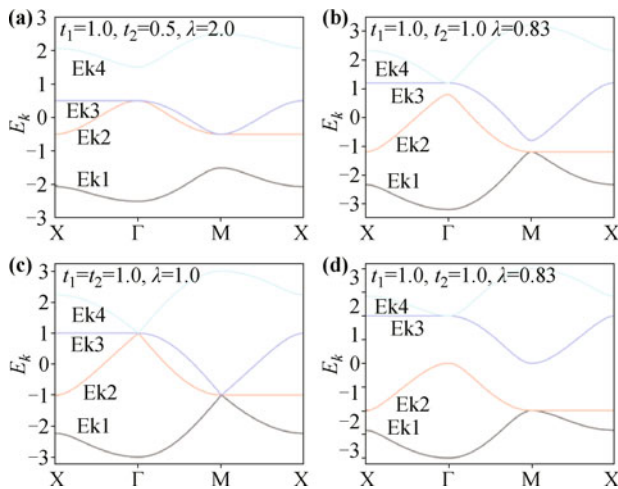 (a)
t₁=1.0, t₂=0.5, λ=2.0
3
2
1
0
−1
−2
−3
E_k
Ek4
Ek3
Ek2
Ek1
X Γ M X
(b)
t₁=1.0, t₂=1.0 λ=0.83
3
2
1
0
−1
−2
−3
E_k
Ek4
Ek3
Ek2
Ek1
X Γ M X
(c)
t₁=t₂=1.0, λ=1.0
3
2
1
0
−1
−2
−3
E_k
Ek4
Ek3
Ek2
Ek1
X Γ M X
(d)
t₁=1.0, t₂=1.0, λ=0.83
3
2
1
0
−1
−2
−3
E_k
Ek4
Ek3
Ek2
Ek1
X Γ M X